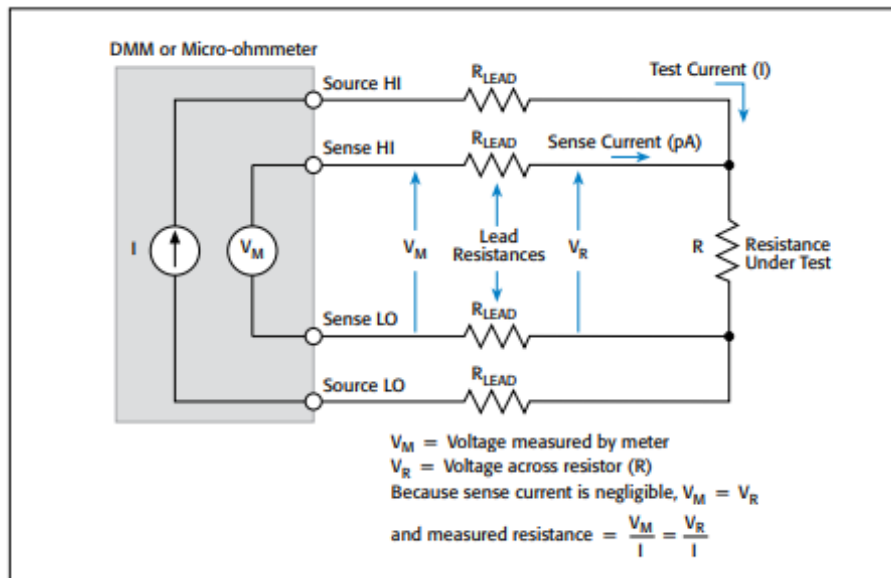 DMM or Micro-ohmmeter
Source HI
RLEAD
Test Current (I)
Sense HI
RLEAD
Sense Current (pA)
I
VM
VM
Lead
Resistances
VR
R
Resistance
Under Test
Sense LO
RLEAD
Source LO
RLEAD
VM = Voltage measured by meter
VR = Voltage across resistor (R)
Because sense current is negligible, VM = VR
and measured resistance = VM/I = VR/I